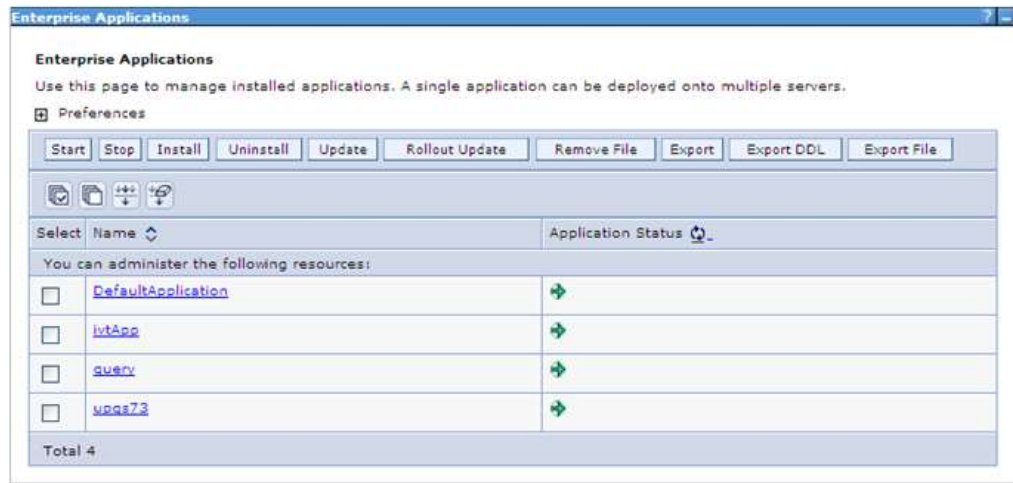 Enterprise Applications ? –
Enterprise Applications
Use this page to manage installed applications. A single application can be deployed onto multiple servers.
Preferences
Start Stop Install Uninstall Update Rollout Update Remove File Export Export DDL Export File
Select Name Application Status
You can administer the following resources:
DefaultApplication
ivtApp
query
upgs73
Total 4